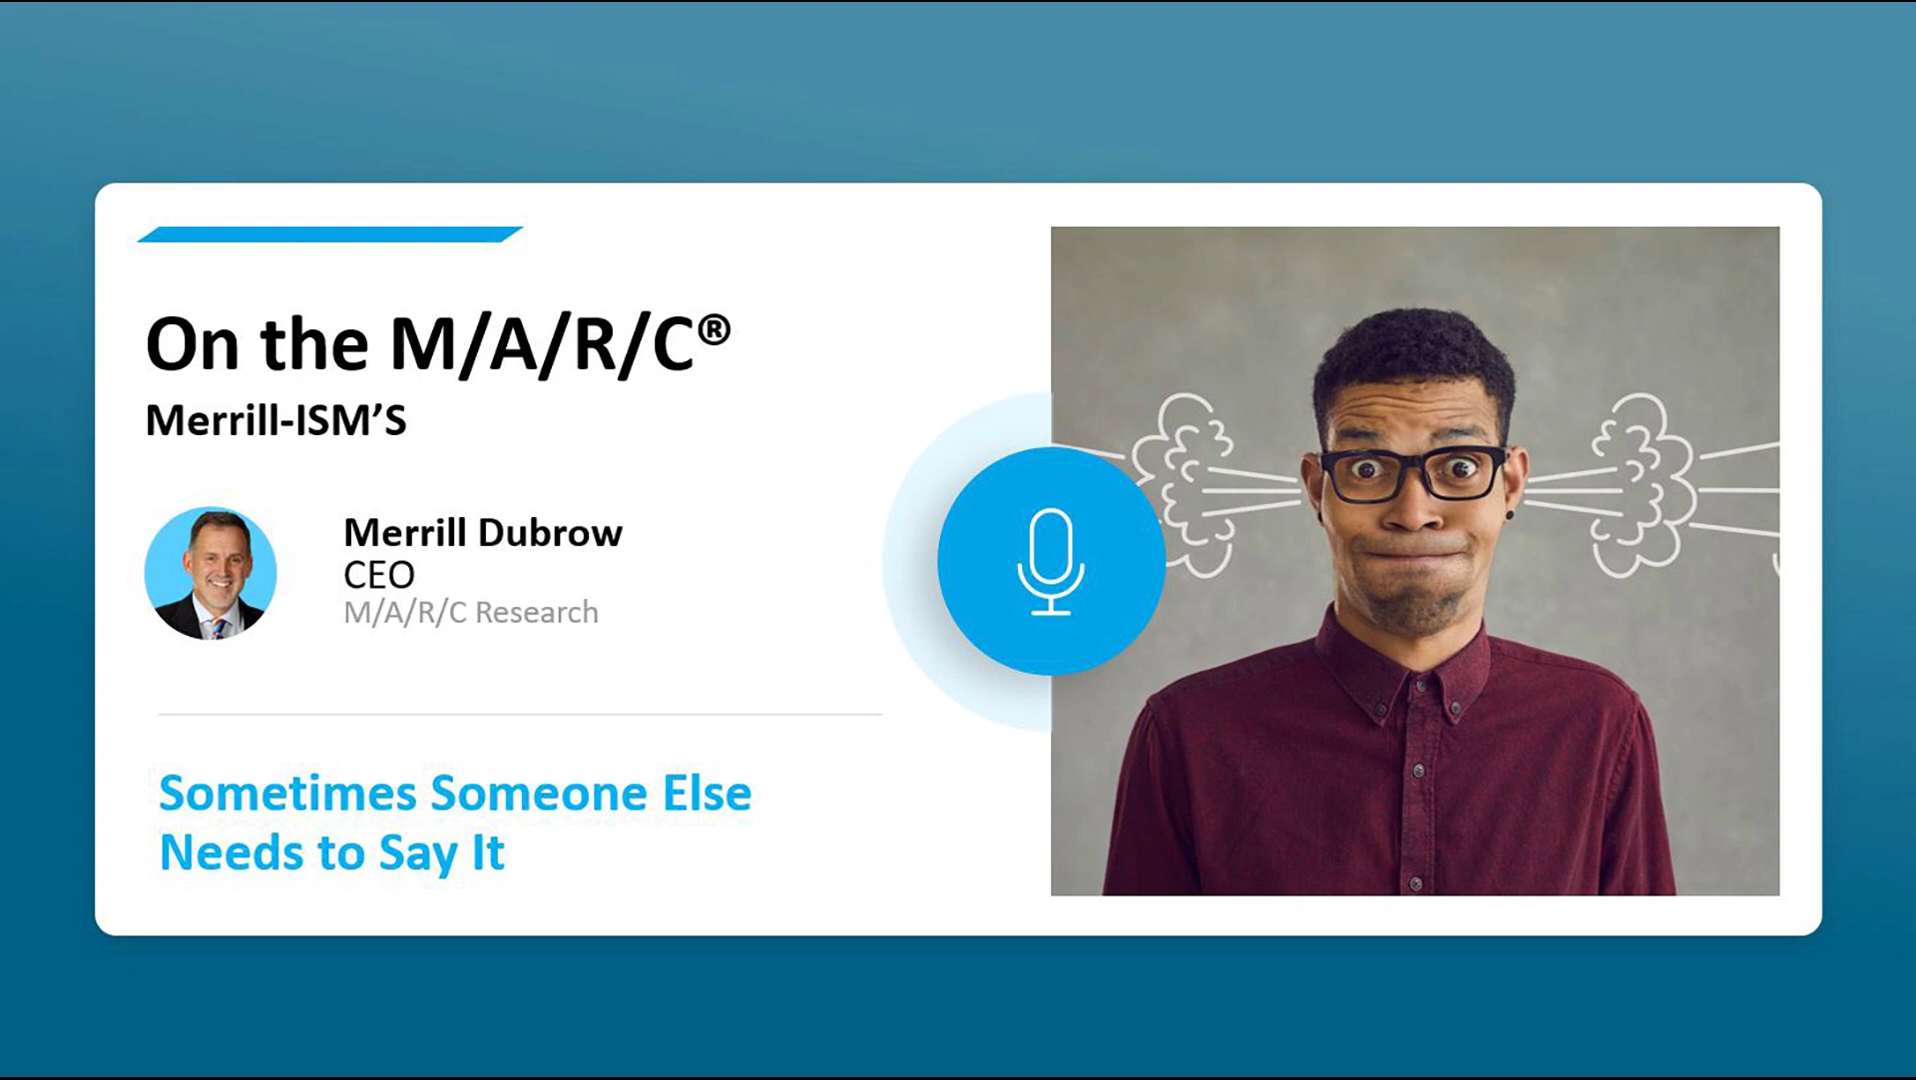 On the M/A/R/C®
Merrill-ISM’S
Merrill Dubrow
CEO
M/A/R/C Research
Sometimes Someone Else
Needs to Say It